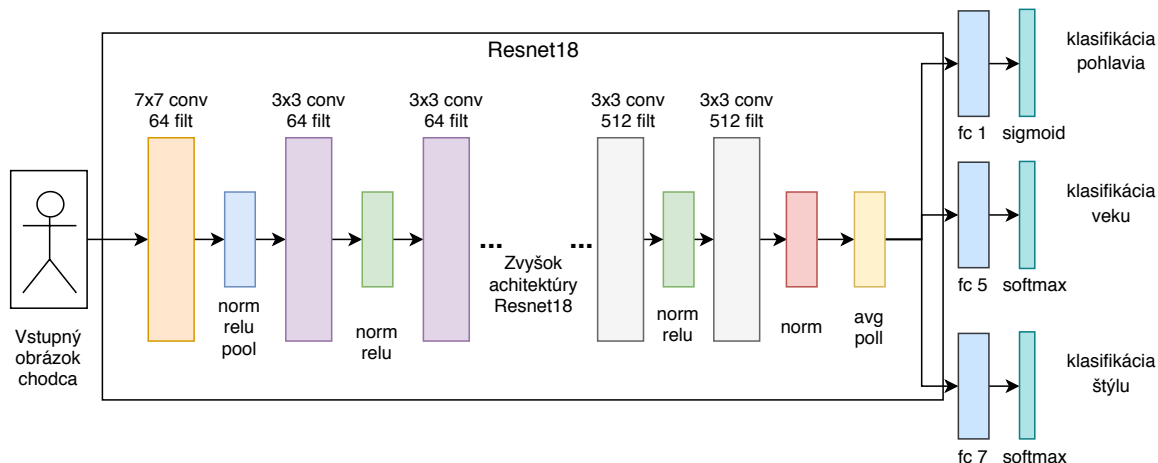 Resnet18
7x7 conv
64 filt
3x3 conv
64 filt
3x3 conv
64 filt
3x3 conv
512 filt
3x3 conv
512 filt
norm
relu
pool
norm
relu
...
...
Zvyšok
achitektúry
Resnet18
norm
relu
norm
avg
poll
Vstupný
obrázok
chodca
fc 1
sigmoid
klasifikácia
pohlavia
fc 5
softmax
klasifikácia
veku
fc 7
softmax
klasifikácia
štýlu